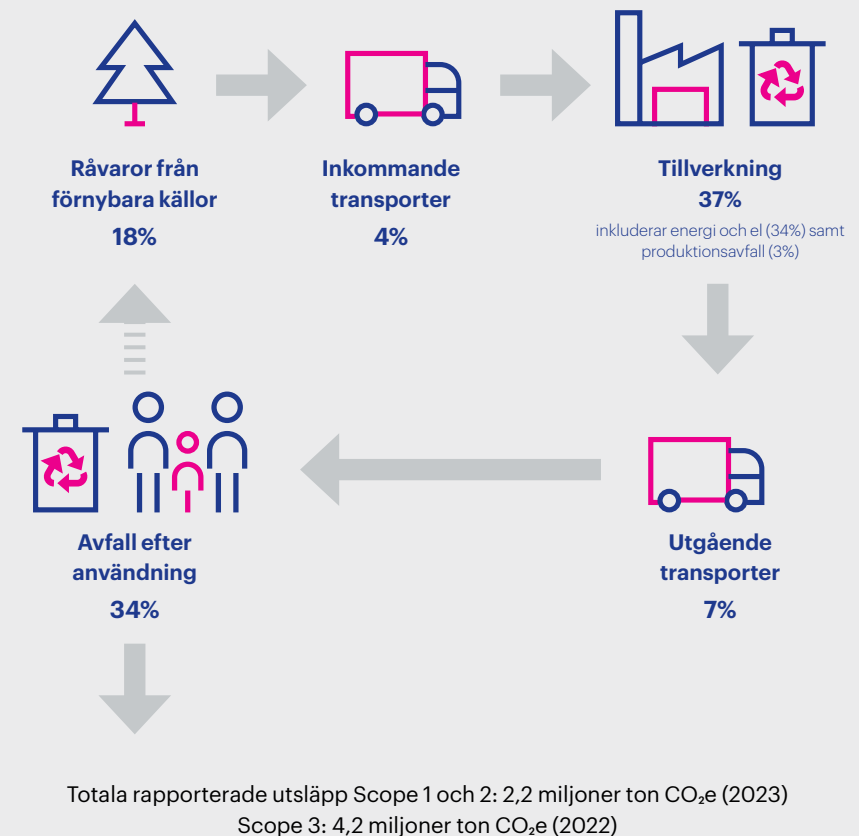 Råvaror från
förnybara källor
18%
Inkommande
transporter
4%
Tillverkning
37%
inkluderar energi och el (34%) samt
produktionsavfall (3%)
Avfall efter
användning
34%
Utgående
transporter
7%
Totala rapporterade utsläpp Scope 1 och 2: 2,2 miljoner ton CO₂e (2023)
Scope 3: 4,2 miljoner ton CO₂e (2022)